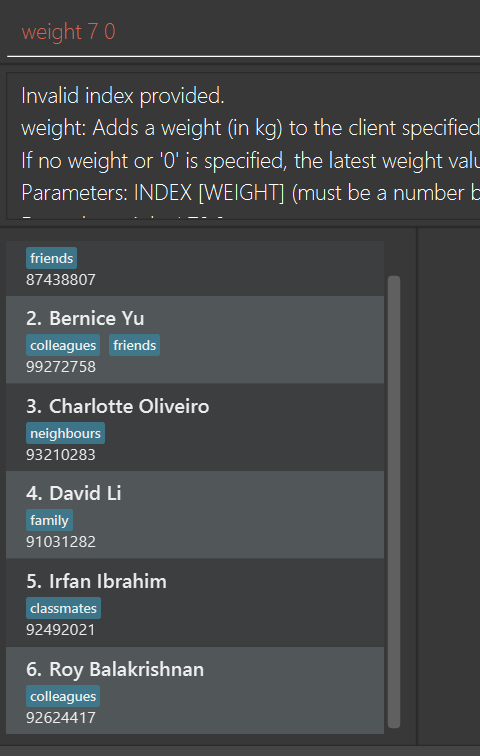 weight 7 0
Invalid index provided.
weight: Adds a weight (in kg) to the client specified
If no weight or '0' is specified, the latest weight valu
Parameters: INDEX [WEIGHT] (must be a number b
friends
87438807
2. Bernice Yu
colleagues friends
99272758
3. Charlotte Oliveiro
neighbours
93210283
4. David Li
family
91031282
5. Irfan Ibrahim
classmates
92492021
6. Roy Balakrishnan
colleagues
92624417